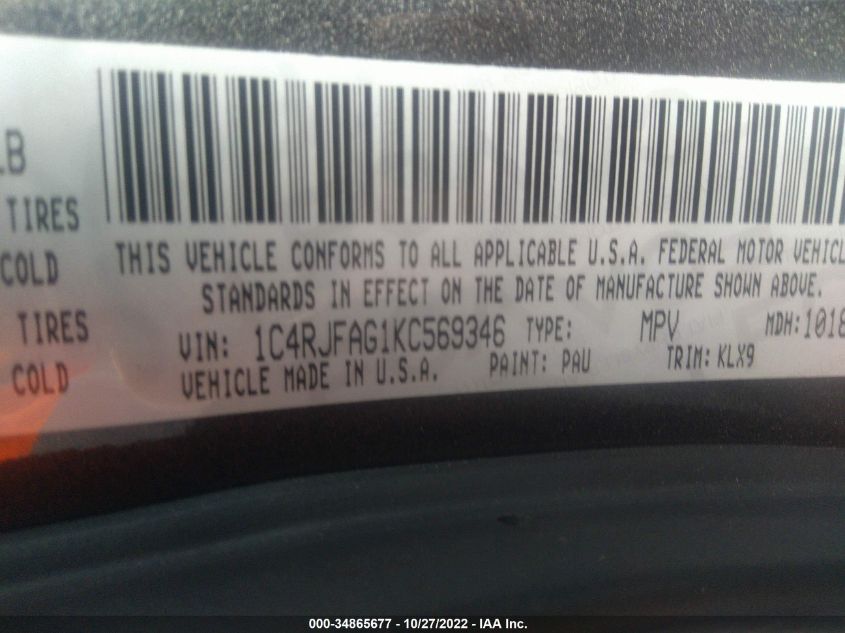 LB
TIRES
COLD
TIRES
COLD
THIS VEHICLE CONFORMS TO ALL APPLICABLE U.S.A. FEDERAL MOTOR VEHICL
STANDARDS IN EFFECT ON THE DATE OF MANUFACTURE SHOWN ABOVE.
VIN: 1C4RJFAG1KC569346 TYPE: MPV MDH:1018
VEHICLE MADE IN U.S.A. PAINT: PAU TRIM: KLX9
000-34865677 - 10/27/2022 - IAA Inc.